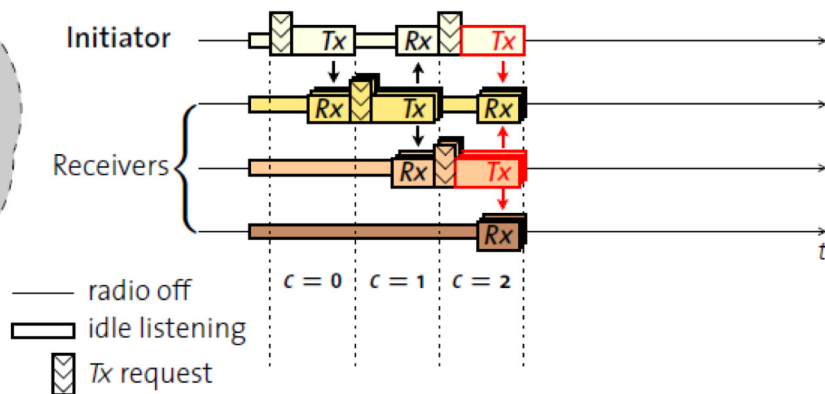 Initiator
Tx
Rx
Tx
Rx
Tx
Rx
Receivers
Rx
Tx
Rx
t
c = 0
c = 1
c = 2
radio off
idle listening
Tx request